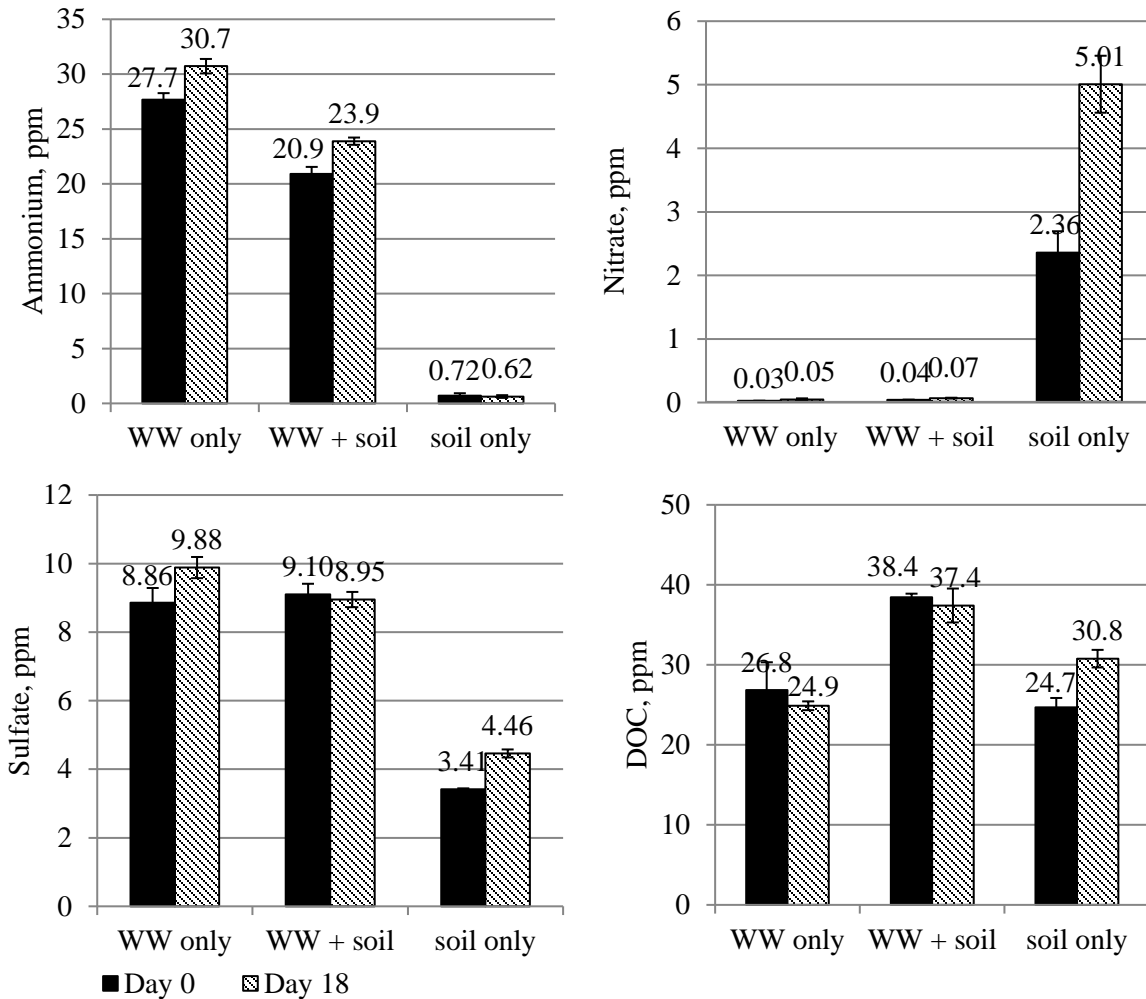 Ammonium, ppm
35
30
25
20
15
10
5
0
27.7
30.7
20.9
23.9
0.72
0.62
WW only
WW + soil
soil only
Nitrate, ppm
6
5
4
3
2
1
0
0.03
0.05
0.04
0.07
2.36
5.01
WW only
WW + soil
soil only
Sulfate, ppm
12
10
8
6
4
2
0
8.86
9.88
9.10
8.95
3.41
4.46
WW only
WW + soil
soil only
DOC, ppm
50
40
30
20
10
0
26.8
24.9
38.4
37.4
24.7
30.8
WW only
WW + soil
soil only
Day 0
Day 18